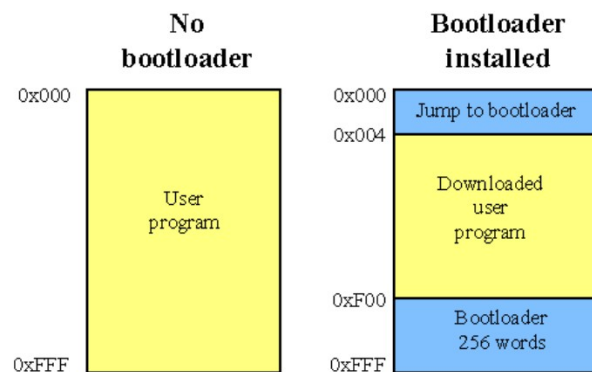 No
bootloader
0x000
User
program
0xFFF
Bootloader
installed
0x000
Jump to bootloader
0x004
Downloaded
user
program
0xF00
Bootloader
256 words
0xFFF